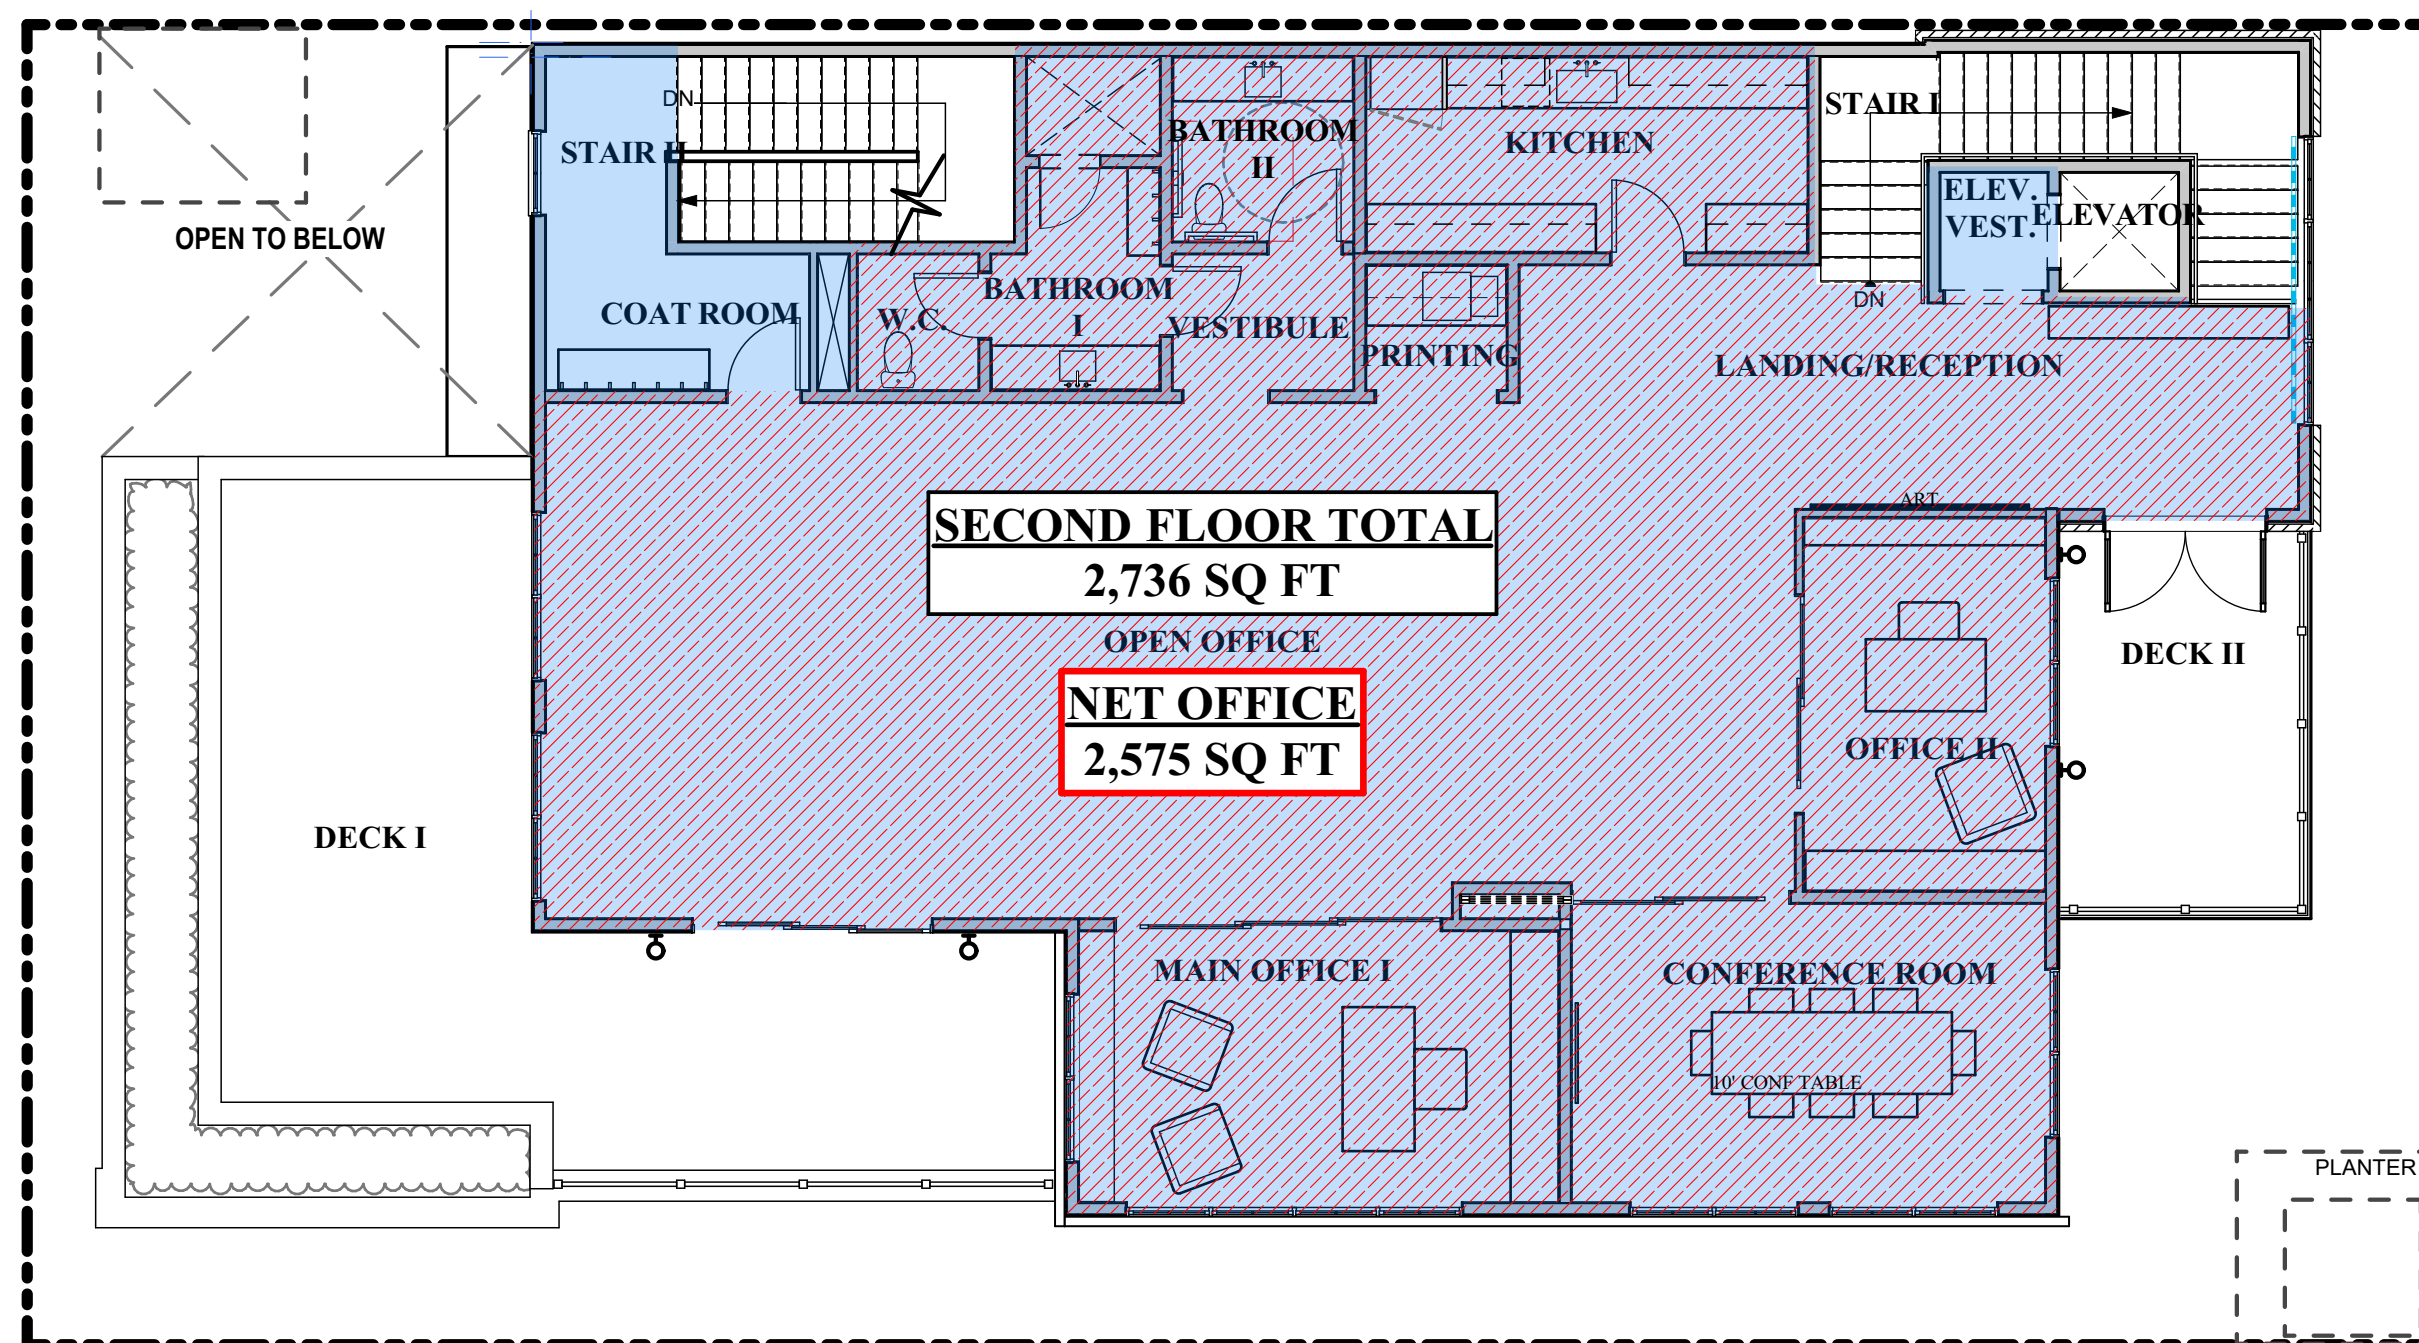 DN
STAIR I
BATHROOM
II
KITCHEN
STAIR II
ELEV.
VEST.
ELEVATOR
OPEN TO BELOW
BATHROOM
I
DN
COAT ROOM
W.C.
VESTIBULE
PRINTING
LANDING/RECEPTION
ART
SECOND FLOOR TOTAL
2,736 SQ FT
OPEN OFFICE
DECK II
NET OFFICE
2,575 SQ FT
OFFICE II
DECK I
MAIN OFFICE I
CONFERENCE ROOM
10' CONF TABLE
PLANTER